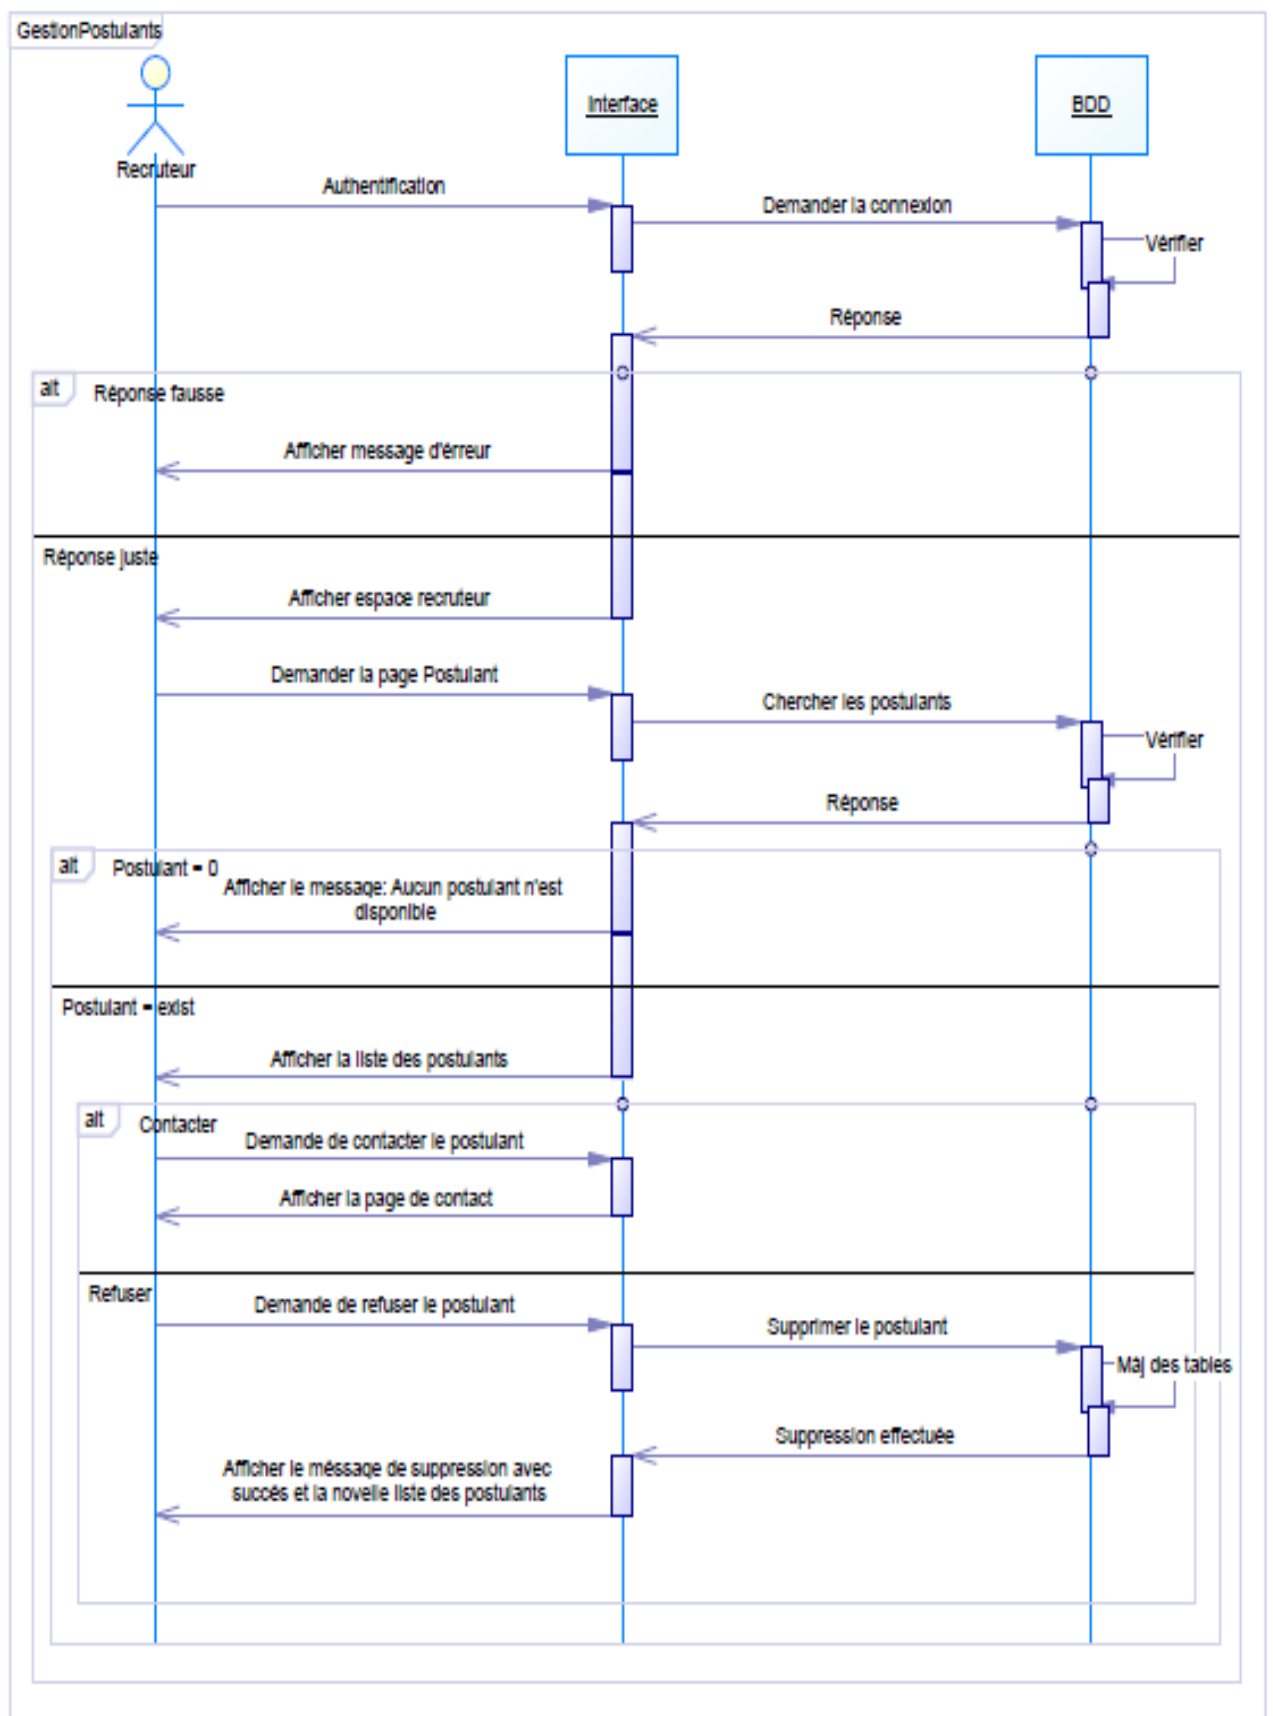 GestionPostulants
Recruteur
Interface
BDD
Authentification
Demander la connexion
Vérifier
Réponse
alt
Réponse fausse
Afficher message d'érreur
Réponse juste
Afficher espace recruteur
Demander la page Postulant
Chercher les postulants
Vérifier
Réponse
alt
Postulant = 0
Afficher le message: Aucun postulant n'est
disponible
Postulant = exist
Afficher la liste des postulants
alt
Contacter
Demande de contacter le postulant
Afficher la page de contact
Refuser
Demande de refuser le postulant
Supprimer le postulant
Màj des tables
Suppression effectuée
Afficher le méssage de suppression avec
succés et la novelle liste des postulants